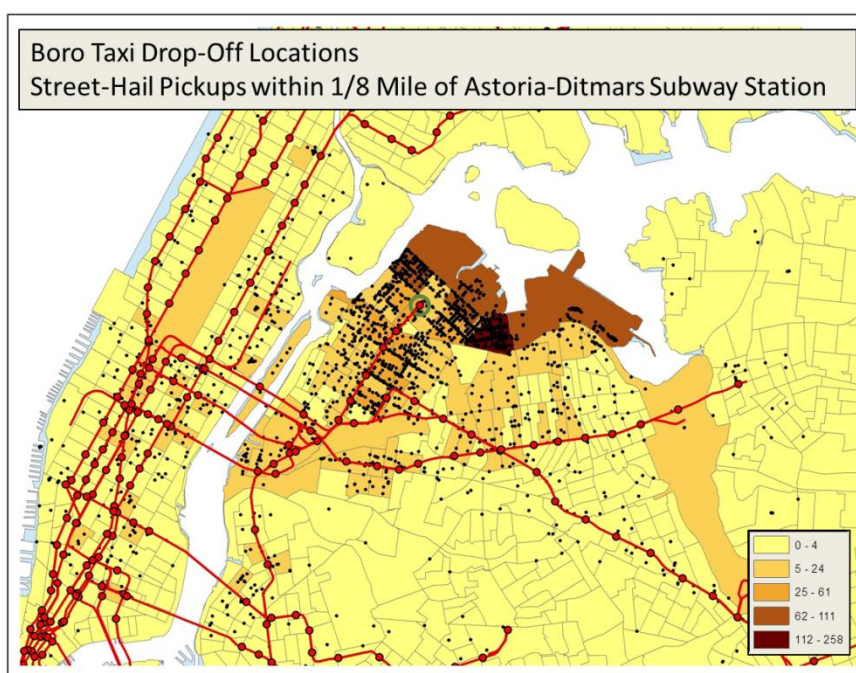 Boro Taxi Drop-Off Locations
Street-Hail Pickups within 1/8 Mile of Astoria-Ditmars Subway Station
0 - 4
5 - 24
25 - 61
62 - 111
112 - 258